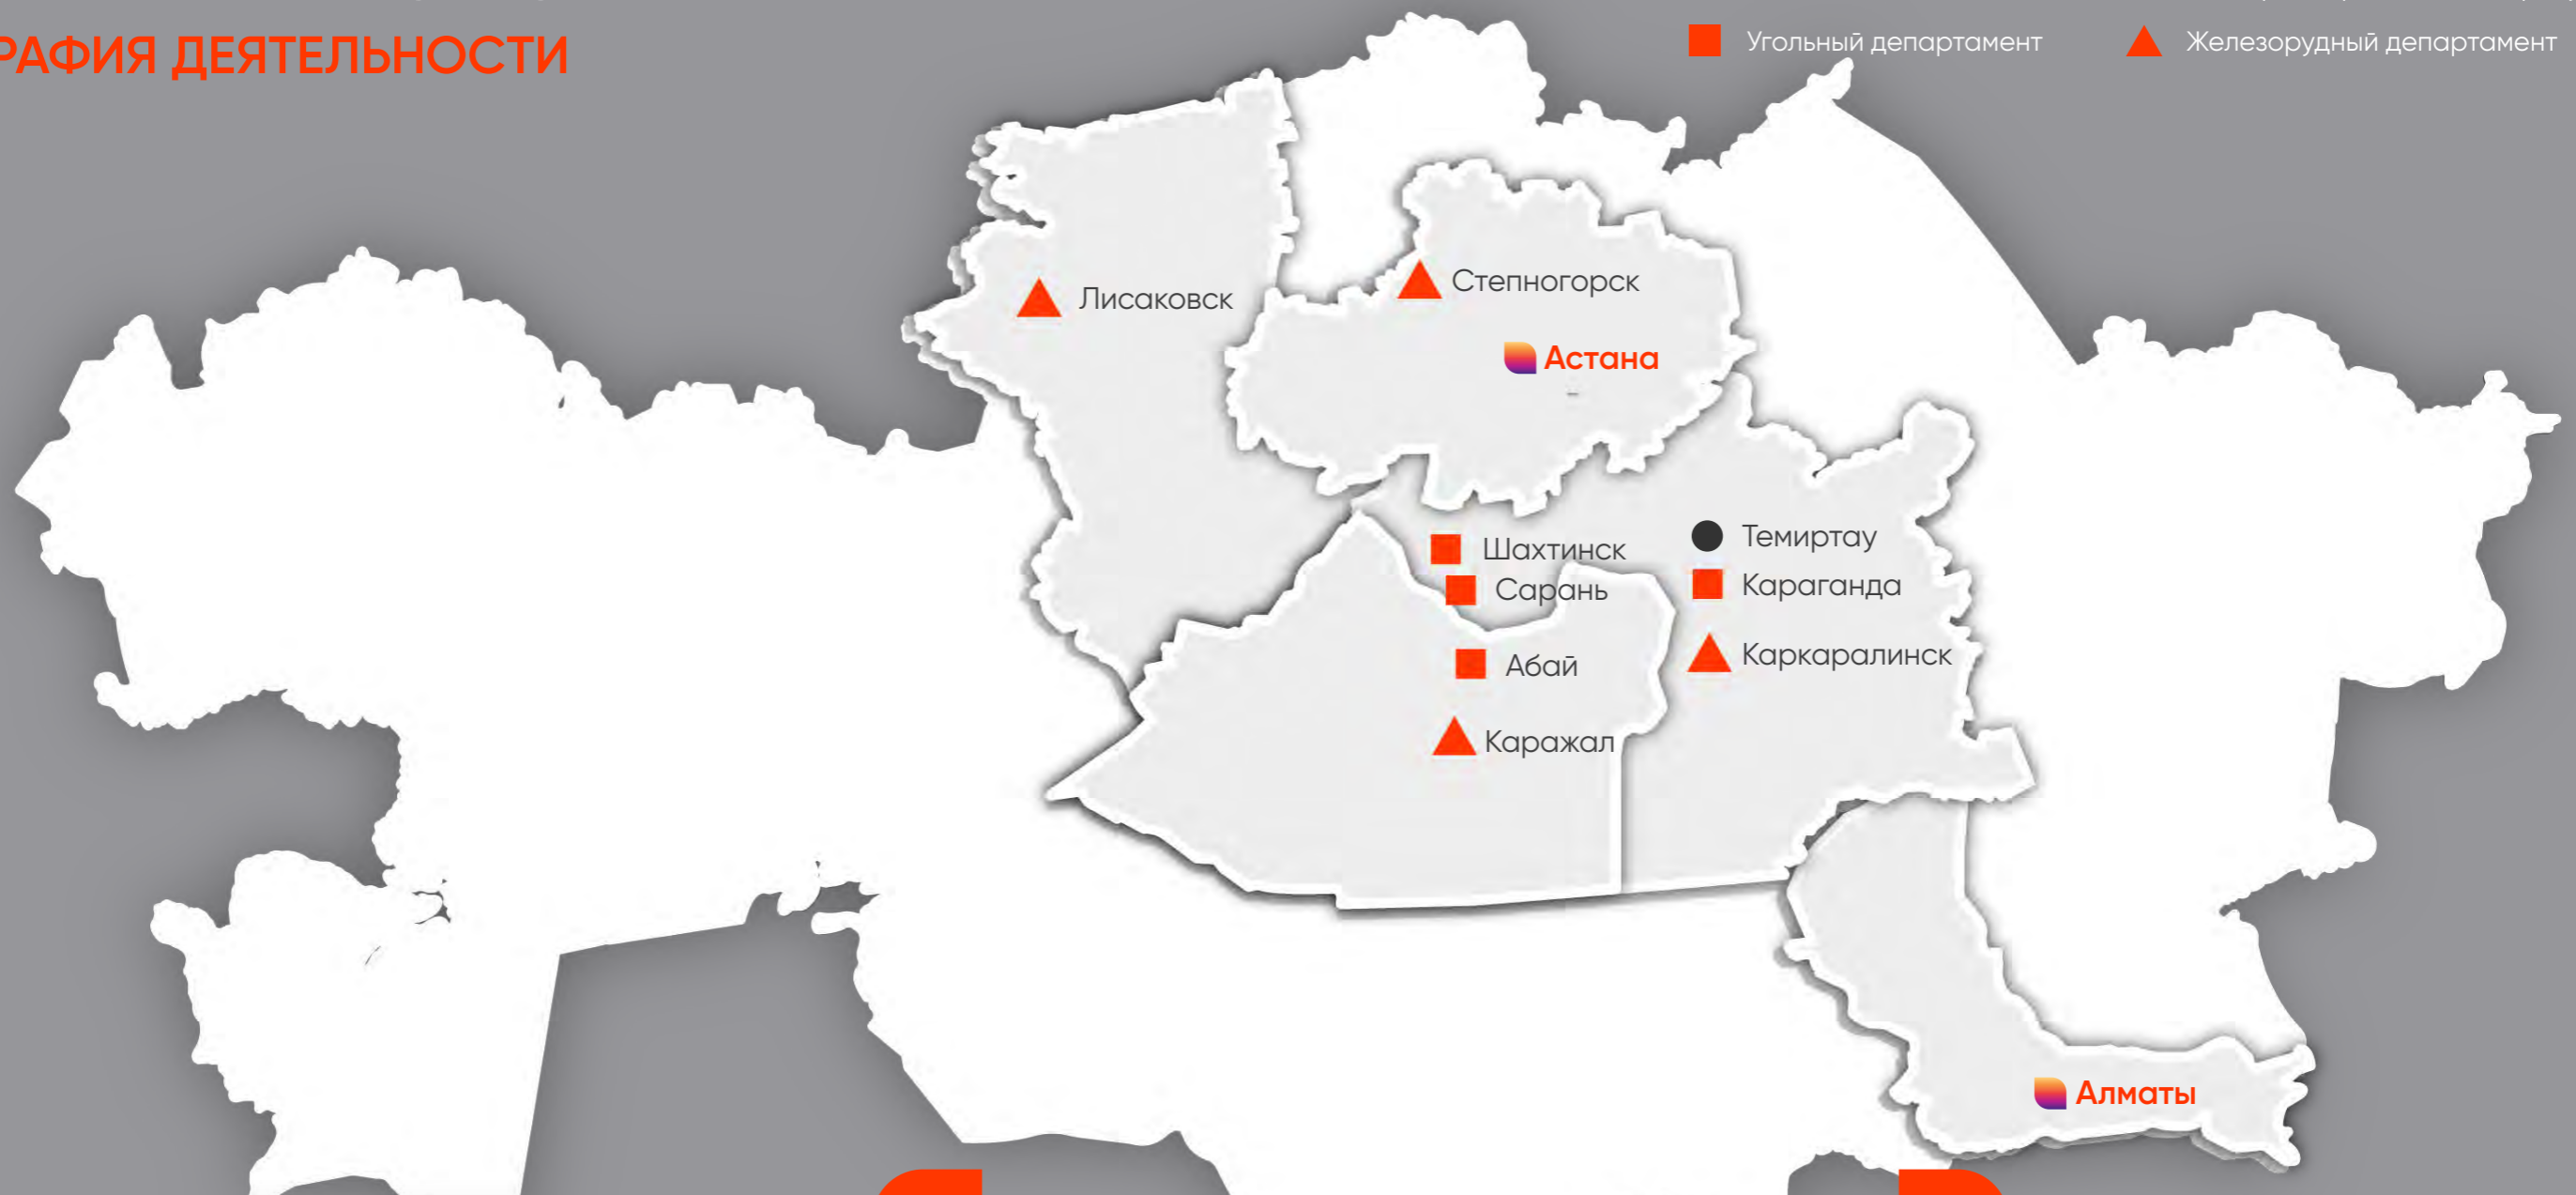 РАФИЯ ДЕЯТЕЛЬНОСТИ
Угольный департамент
Железорудный департамент
Лисаковск
Степногорск
Астана
Шахтинск
Темиртау
Сарань
Караганда
Абай
Каркаралинск
Каражал
Алматы